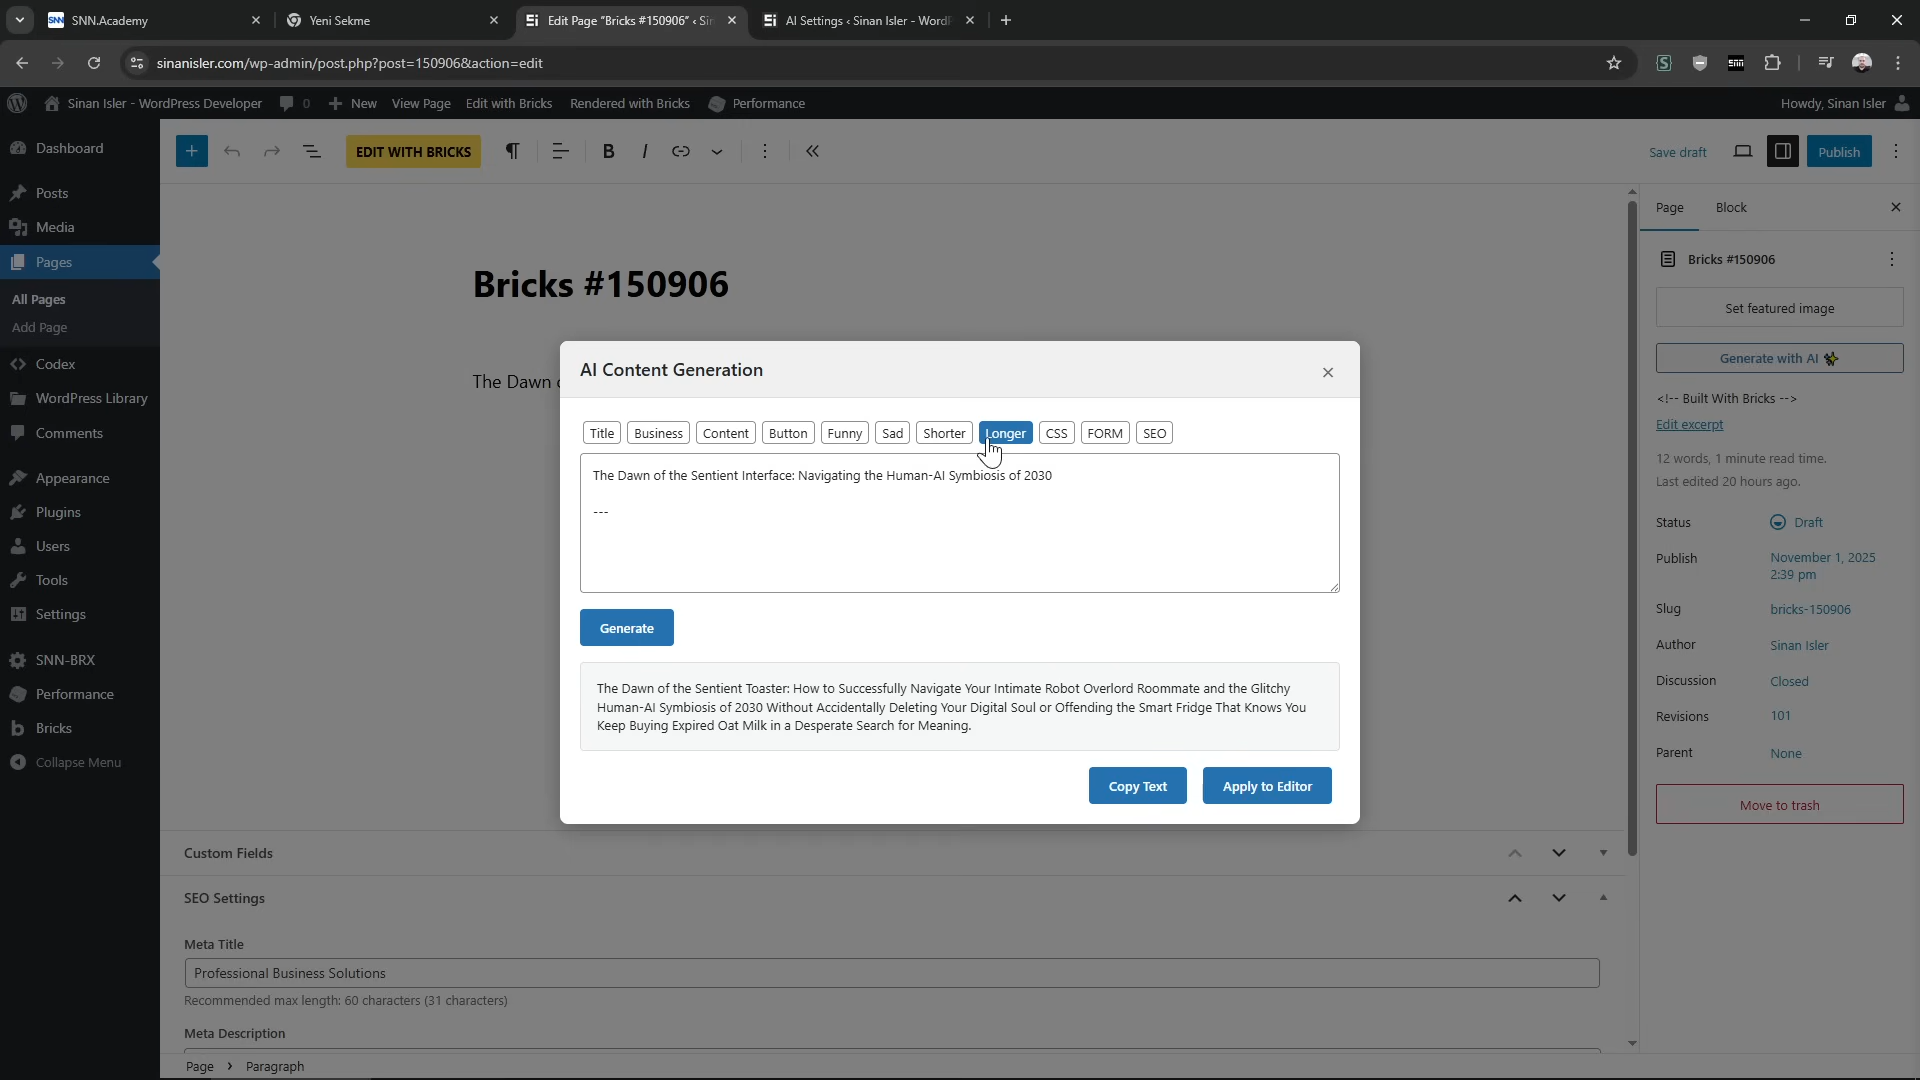 SNN.Academy
Yeni Sekme
Edit Page "Bricks #150906" ‹ Sin
AI Settings ‹ Sinan Isler - WordP
sinanisler.com/wp-admin/post.php?post=150906&action=edit
Sinan Isler - WordPress Developer
0
New
View Page
Edit with Bricks
Rendered with Bricks
Performance
Howdy, Sinan Isler
Dashboard
Posts
Media
Pages
All Pages
Add Page
Codex
WordPress Library
Comments
Appearance
Plugins
Users
Tools
Settings
SNN-BRX
Performance
Bricks
Collapse Menu
EDIT WITH BRICKS
Save draft
Publish
Bricks #150906
The Dawn
AI Content Generation
Title
Business
Content
Button
Funny
Sad
Shorter
Longer
CSS
FORM
SEO
The Dawn of the Sentient Interface: Navigating the Human-AI Symbiosis of 2030
---
Generate
The Dawn of the Sentient Toaster: How to Successfully Navigate Your Intimate Robot Overlord Roommate and the Glitchy
Human-AI Symbiosis of 2030 Without Accidentally Deleting Your Digital Soul or Offending the Smart Fridge That Knows You
Keep Buying Expired Oat Milk in a Desperate Search for Meaning.
Copy Text
Apply to Editor
Custom Fields
SEO Settings
Meta Title
Professional Business Solutions
Recommended max length: 60 characters (31 characters)
Meta Description
Page › Paragraph
Page
Block
Bricks #150906
Set featured image
Generate with AI ✨
<!-- Built With Bricks -->
Edit excerpt
12 words, 1 minute read time.
Last edited 20 hours ago.
Status
Draft
Publish
November 1, 2025
2:39 pm
Slug
bricks-150906
Author
Sinan Isler
Discussion
Closed
Revisions
101
Parent
None
Move to trash